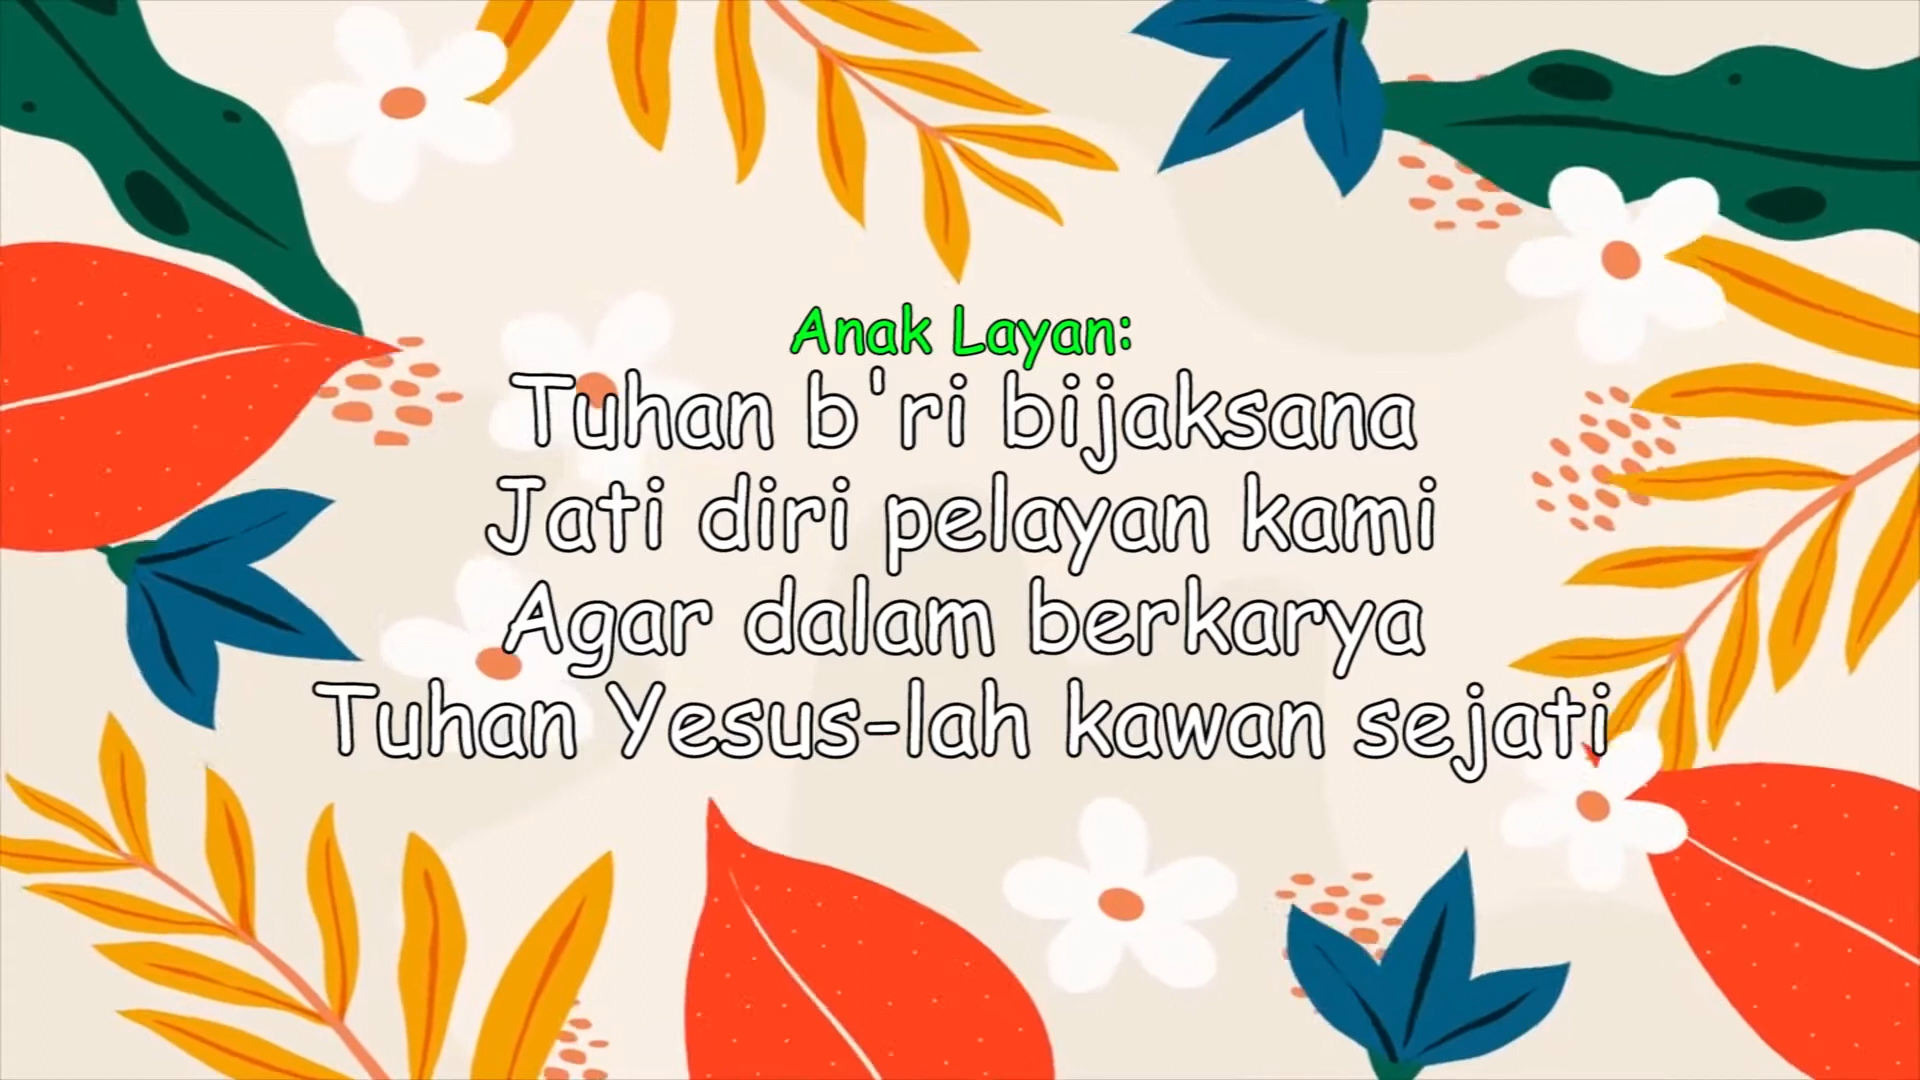 Anak Layan:
Tuhan b'ri bijaksana
Jati diri pelayan kami
Agar dalam berkarya
Tuhan Yesus-lah kawan sejati